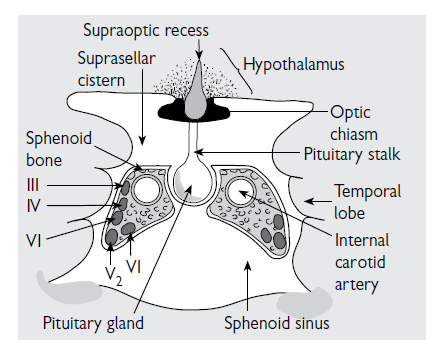 Supraoptic recess
Suprasellar
cistern
Hypothalamus
Optic
chiasm
Pituitary stalk
Sphenoid
bone
III
IV
VI
V2
VI
Temporal
lobe
Internal
carotid
artery
Pituitary gland
Sphenoid sinus